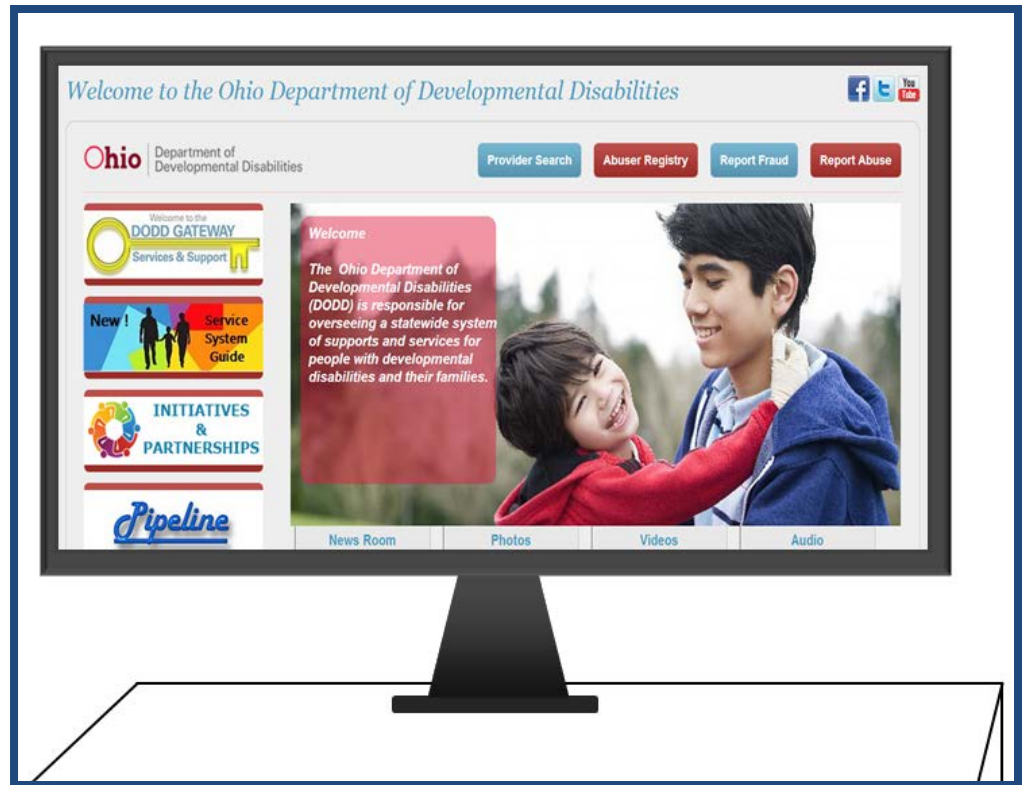 Welcome to the Ohio Department of Developmental Disabilities
You
Tube
Ohio
Department of
Developmental Disabilities
Provider Search
Abuser Registry
Report Fraud
Report Abuse
Welcome to the
DODD GATEWAY
Services & Support
New !
Service
System
Guide
INITIATIVES
&
PARTNERSHIPS
Pipeline
Welcome
The Ohio Department of
Developmental Disabilities
(DODD) is responsible for
overseeing a statewide system
of supports and services for
people with developmental
disabilities and their families.
News Room
Photos
Videos
Audio